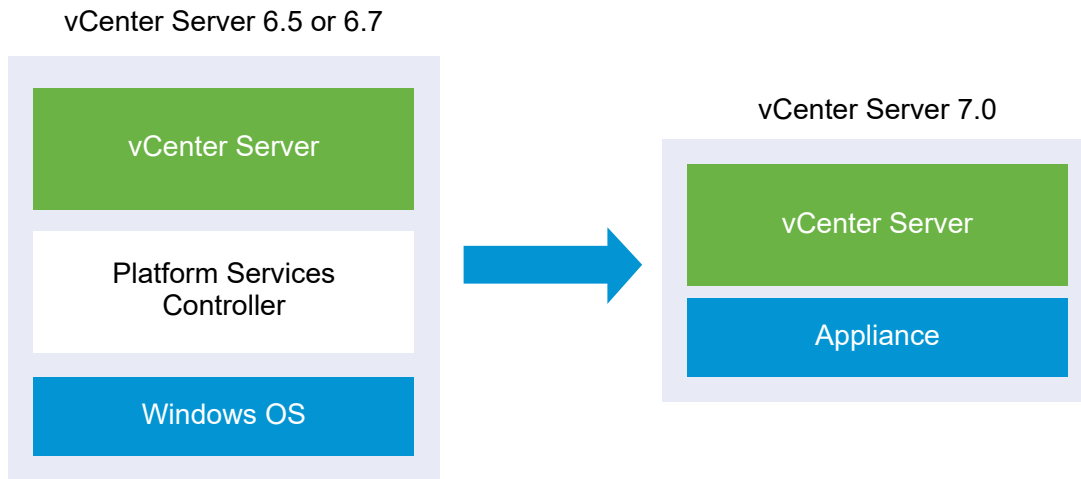 vCenter Server 6.5 or 6.7
vCenter Server
Platform Services
Controller
Windows OS
vCenter Server 7.0
vCenter Server
Appliance